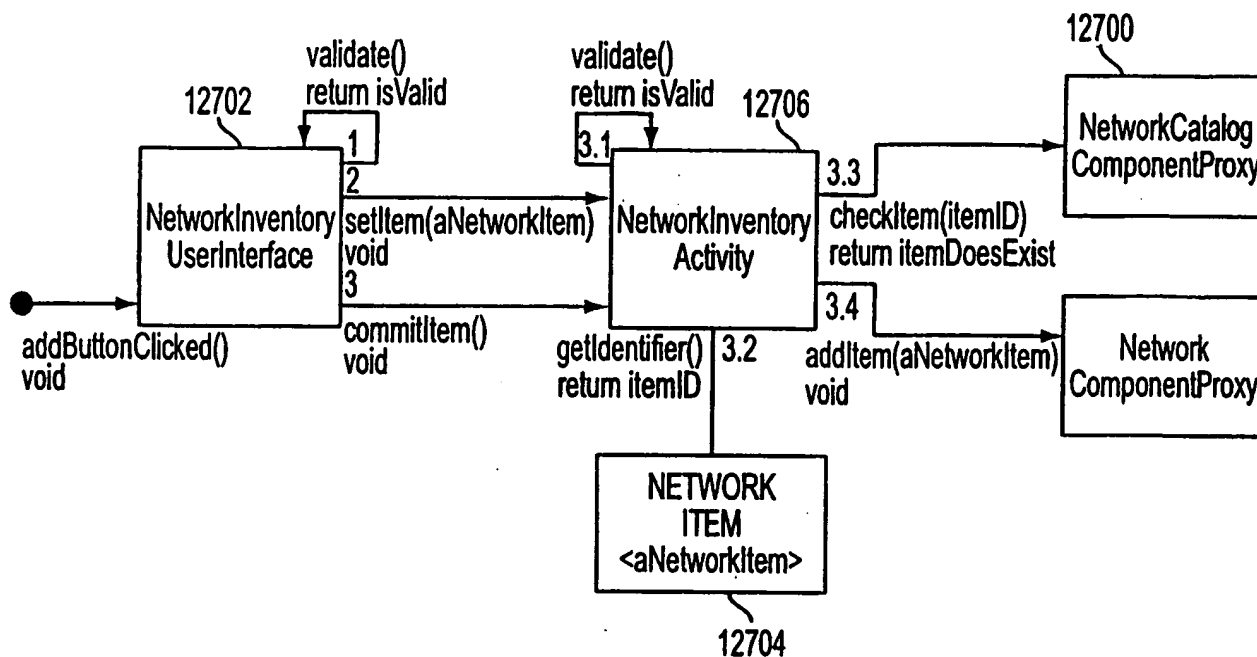 validate()
return isValid
12702
1
2
NetworkInventory
UserInterface
setItem(aNetworkItem)
void
3
commitItem()
void
addButtonClicked()
void
validate()
return isValid
12706
3.1
NetworkInventory
Activity
3.3
checkItem(itemID)
return itemDoesExist
3.4
addItem(aNetworkItem)
void
getIdentifier()
return itemID
3.2
12700
NetworkCatalog
ComponentProxy
Network
ComponentProxy
NETWORK
ITEM
<aNetworkItem>
12704